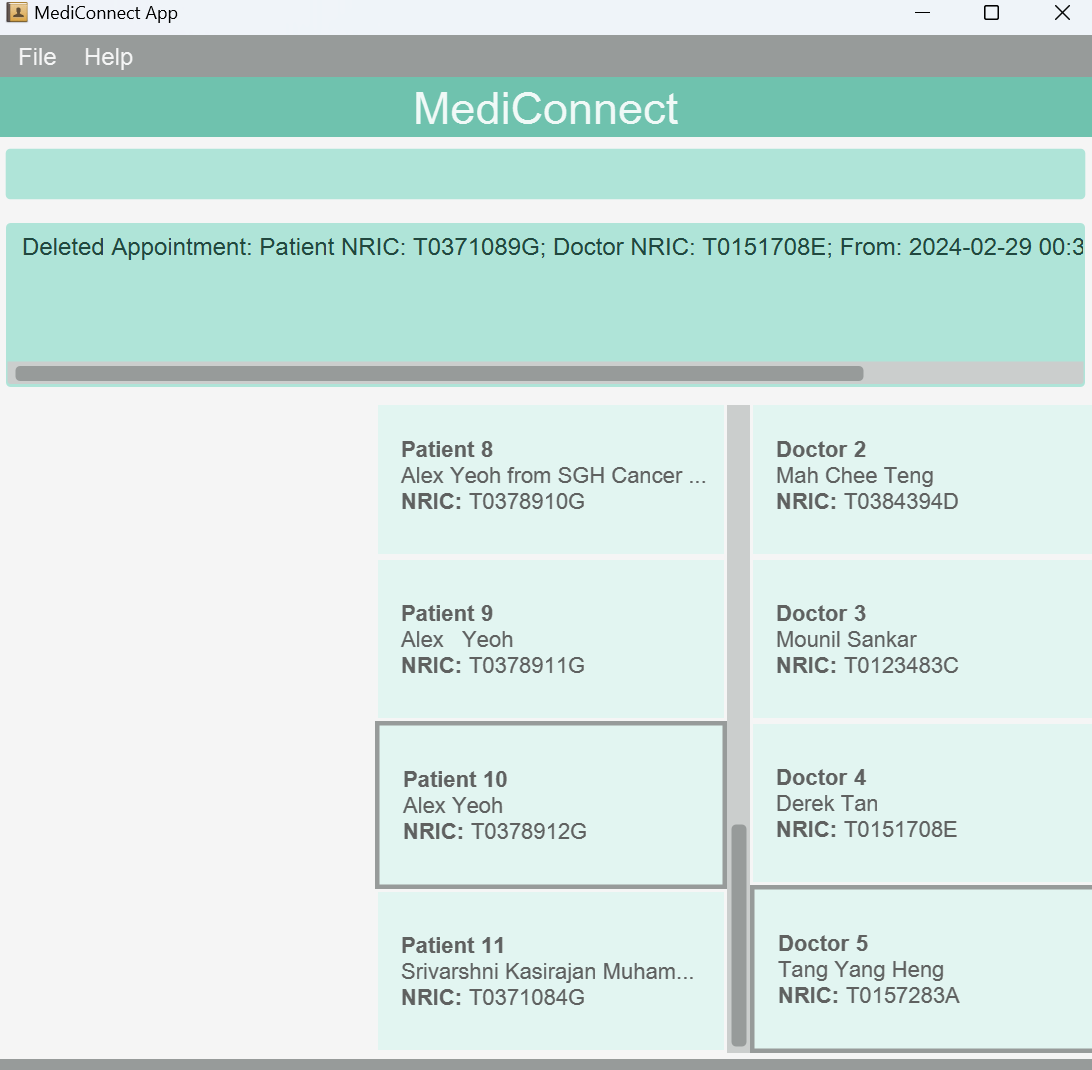 MediConnect App
File Help
MediConnect
Deleted Appointment: Patient NRIC: T0371089G; Doctor NRIC: T0151708E; From: 2024-02-29 00:3
Patient 8
Alex Yeoh from SGH Cancer ...
NRIC: T0378910G
Patient 9
Alex   Yeoh
NRIC: T0378911G
Patient 10
Alex Yeoh
NRIC: T0378912G
Patient 11
Srivarshni Kasirajan Muham...
NRIC: T0371084G
Doctor 2
Mah Chee Teng
NRIC: T0384394D
Doctor 3
Mounil Sankar
NRIC: T0123483C
Doctor 4
Derek Tan
NRIC: T0151708E
Doctor 5
Tang Yang Heng
NRIC: T0157283A